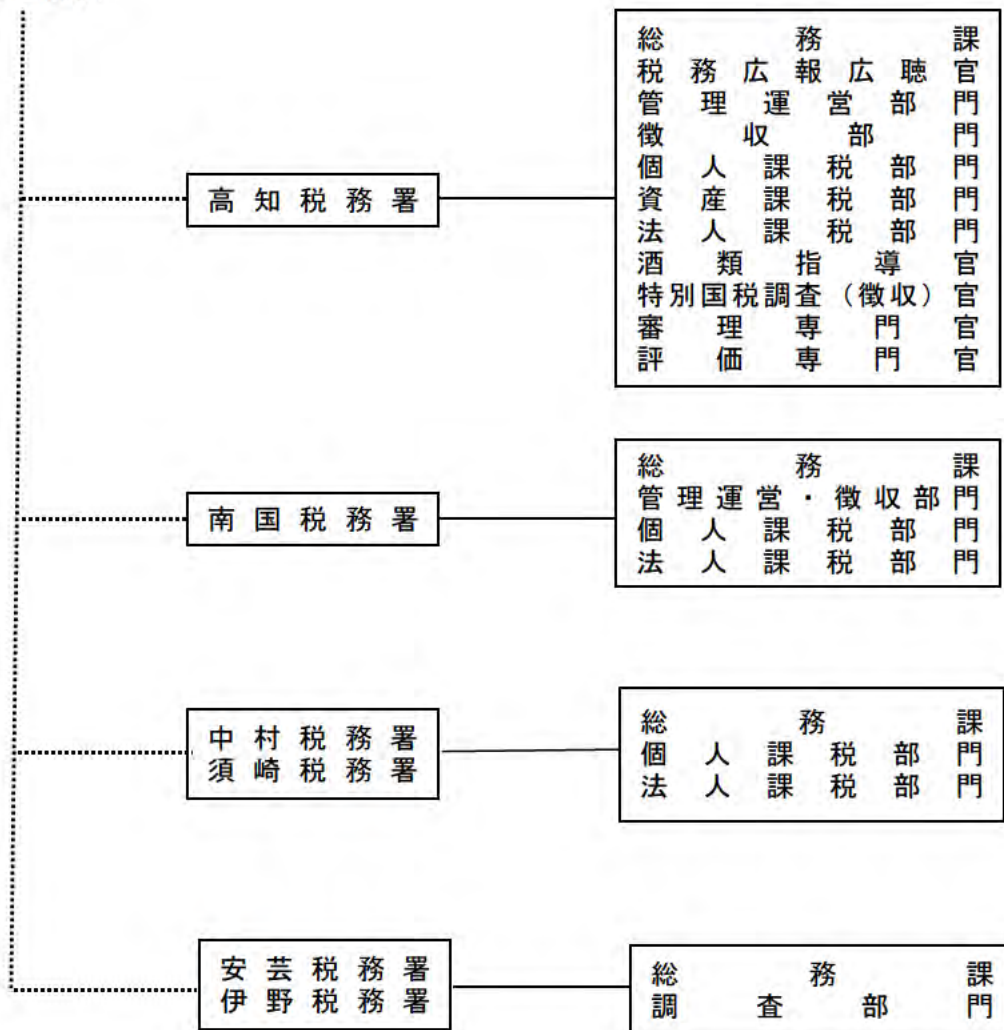 高知税務署
総務課
税務広報広聴官
管理運営部門
徴収部門
個人課税部門
資産課税部門
法人課税部門
酒類指導官
特別国税調査（徴収）官
審理専門官
評価専門官
南国税務署
総務課
管理運営・徴収部門
個人課税部門
法人課税部門
中村税務署
須崎税務署
総務課
個人課税部門
法人課税部門
安芸税務署
伊野税務署
総務課
調査部門